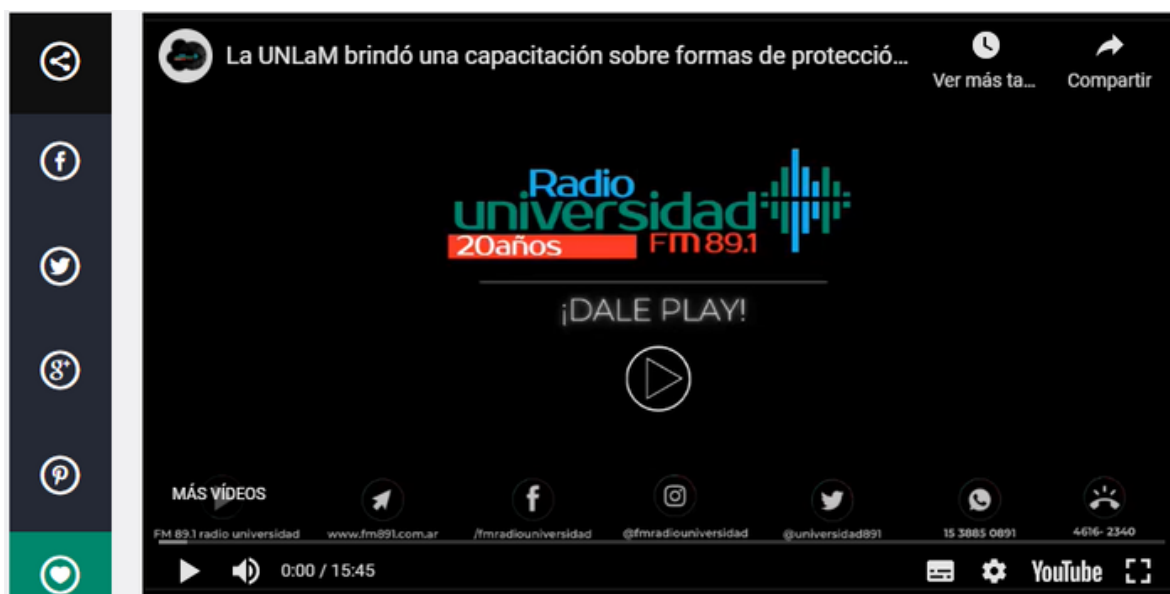 La UNLaM brindó una capacitación sobre formas de protecció...
Ver más ta...
Compartir
Radio
universidad
20años FM 89.1
¡DALE PLAY!
MÁS VÍDEOS
FM 89.1 radio universidad
www.fm891.com.ar
/fmradiouniversidad
@fmradiouniversidad
@universidad891
15 3885 0891
4616- 2340
0:00 / 15:45
YouTube